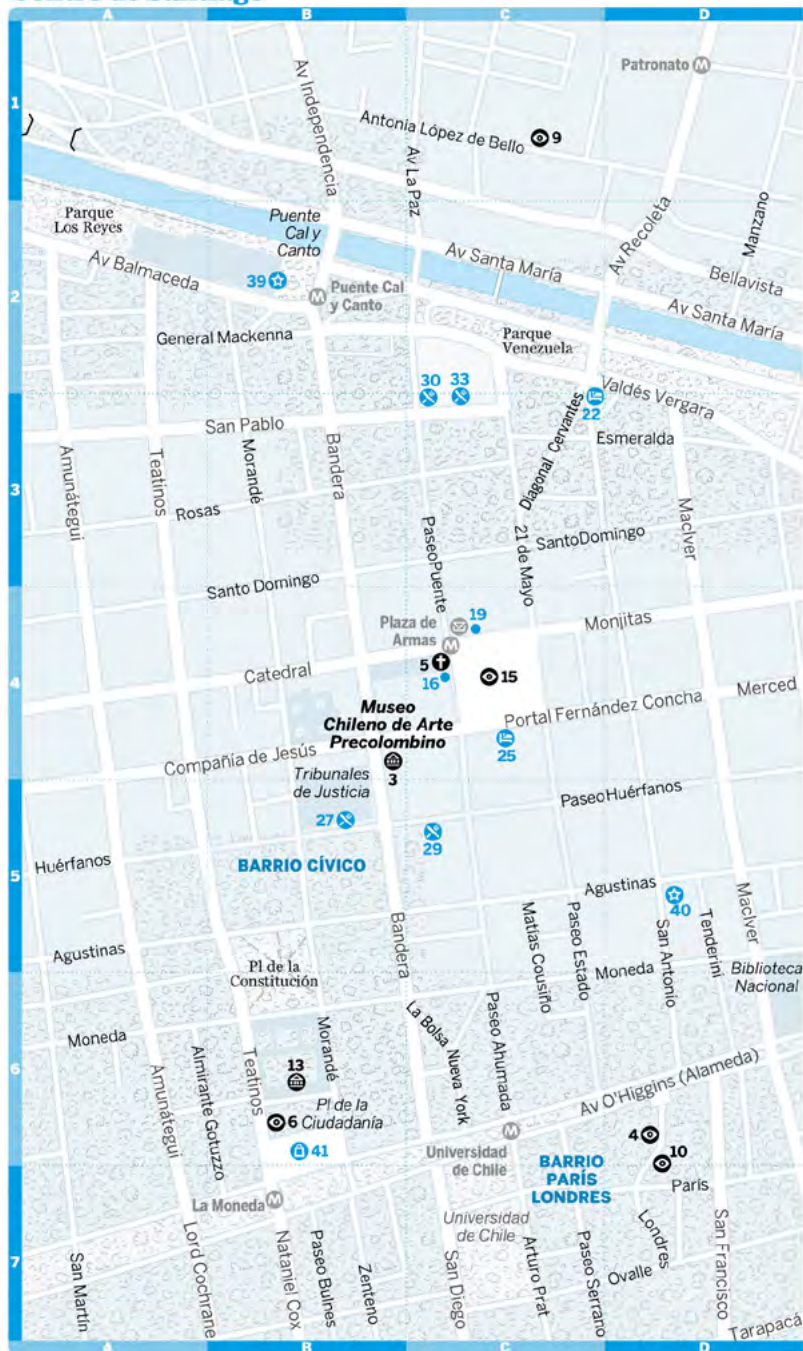 A
B
C
D
1
Patronato
M
Av Independencia
Antonia López de Bello
9
Av La Paz
Parque
Los Reyes
Puente
Cal y
Canto
Av Recoleta
Manzano
2
Av Balmaceda
39
M
Puente Cal
y Canto
Av Santa María
Bellavista
Av Santa María
General Mackenna
Parque
Venezuela
30
33
Valdés Vergara
22
San Pablo
Diagonal Cervantes
Esmeralda
3
Amunátegui
Teatinos
Morandé
Bandera
Rosas
Paseo Puente
21 de Mayo
Santo Domingo
MacIver
Santo Domingo
19
Plaza de
Armas
M
Monjitas
4
Catedral
5
16
15
Museo
Chileno de Arte
Precolombino
Merced
Portal Fernández Concha
Compañía de Jesús
3
25
Tribunales
de Justicia
Paseo Huérfanos
27
29
5
Huérfanos
BARRIO CÍVICO
Agustinas
40
Agustinas
Bandera
Matías Cousiño
Paseo Estado
San Antonio
Tenderini
MacIver
Pl de la
Constitución
Moneda
Biblioteca
Nacional
6
Moneda
Almirante Gotuzzo
Teatinos
Morandé
La Bolsa
Nueva York
Paseo Ahumada
13
Amunátegui
Av O'Higgins (Alameda)
6
Pl de la
Ciudadanía
4
41
M
Universidad
de Chile
BARRIO
PARÍS
LONDRES
10
París
La Moneda
M
7
Universidad
de Chile
San Martín
Lord Cochrane
Nataniel Cox
Paseo Bulnes
Zenteno
San Diego
Arturo Prat
Paseo Serrano
Londres
Ovalle
San Francisco
Tarapacá
A
B
C
D